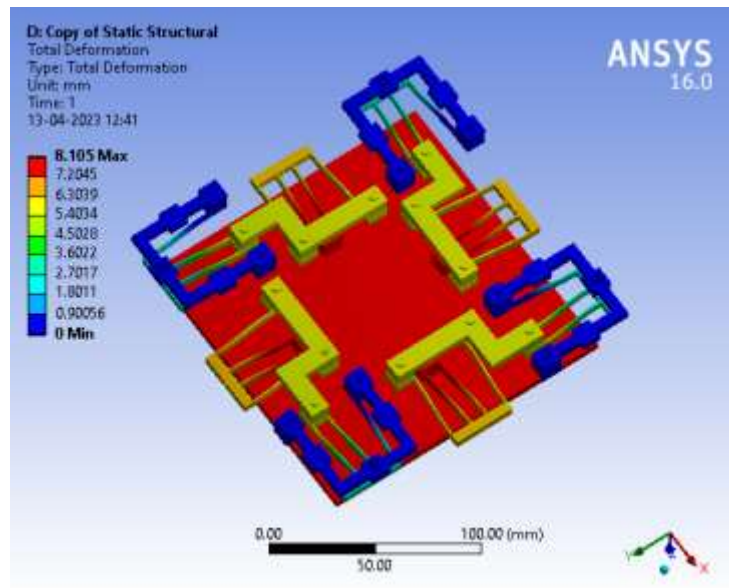 D: Copy of Static Structural
Total Deformation
Type: Total Deformation
Unit: mm
Time: 1
13-04-2023 12:41
8.105 Max
7.2045
6.3039
5.4034
4.5028
3.6022
2.7017
1.8011
0.90056
0 Min
ANSYS
16.0
0.00
100.00 (mm)
50.00
Y
X